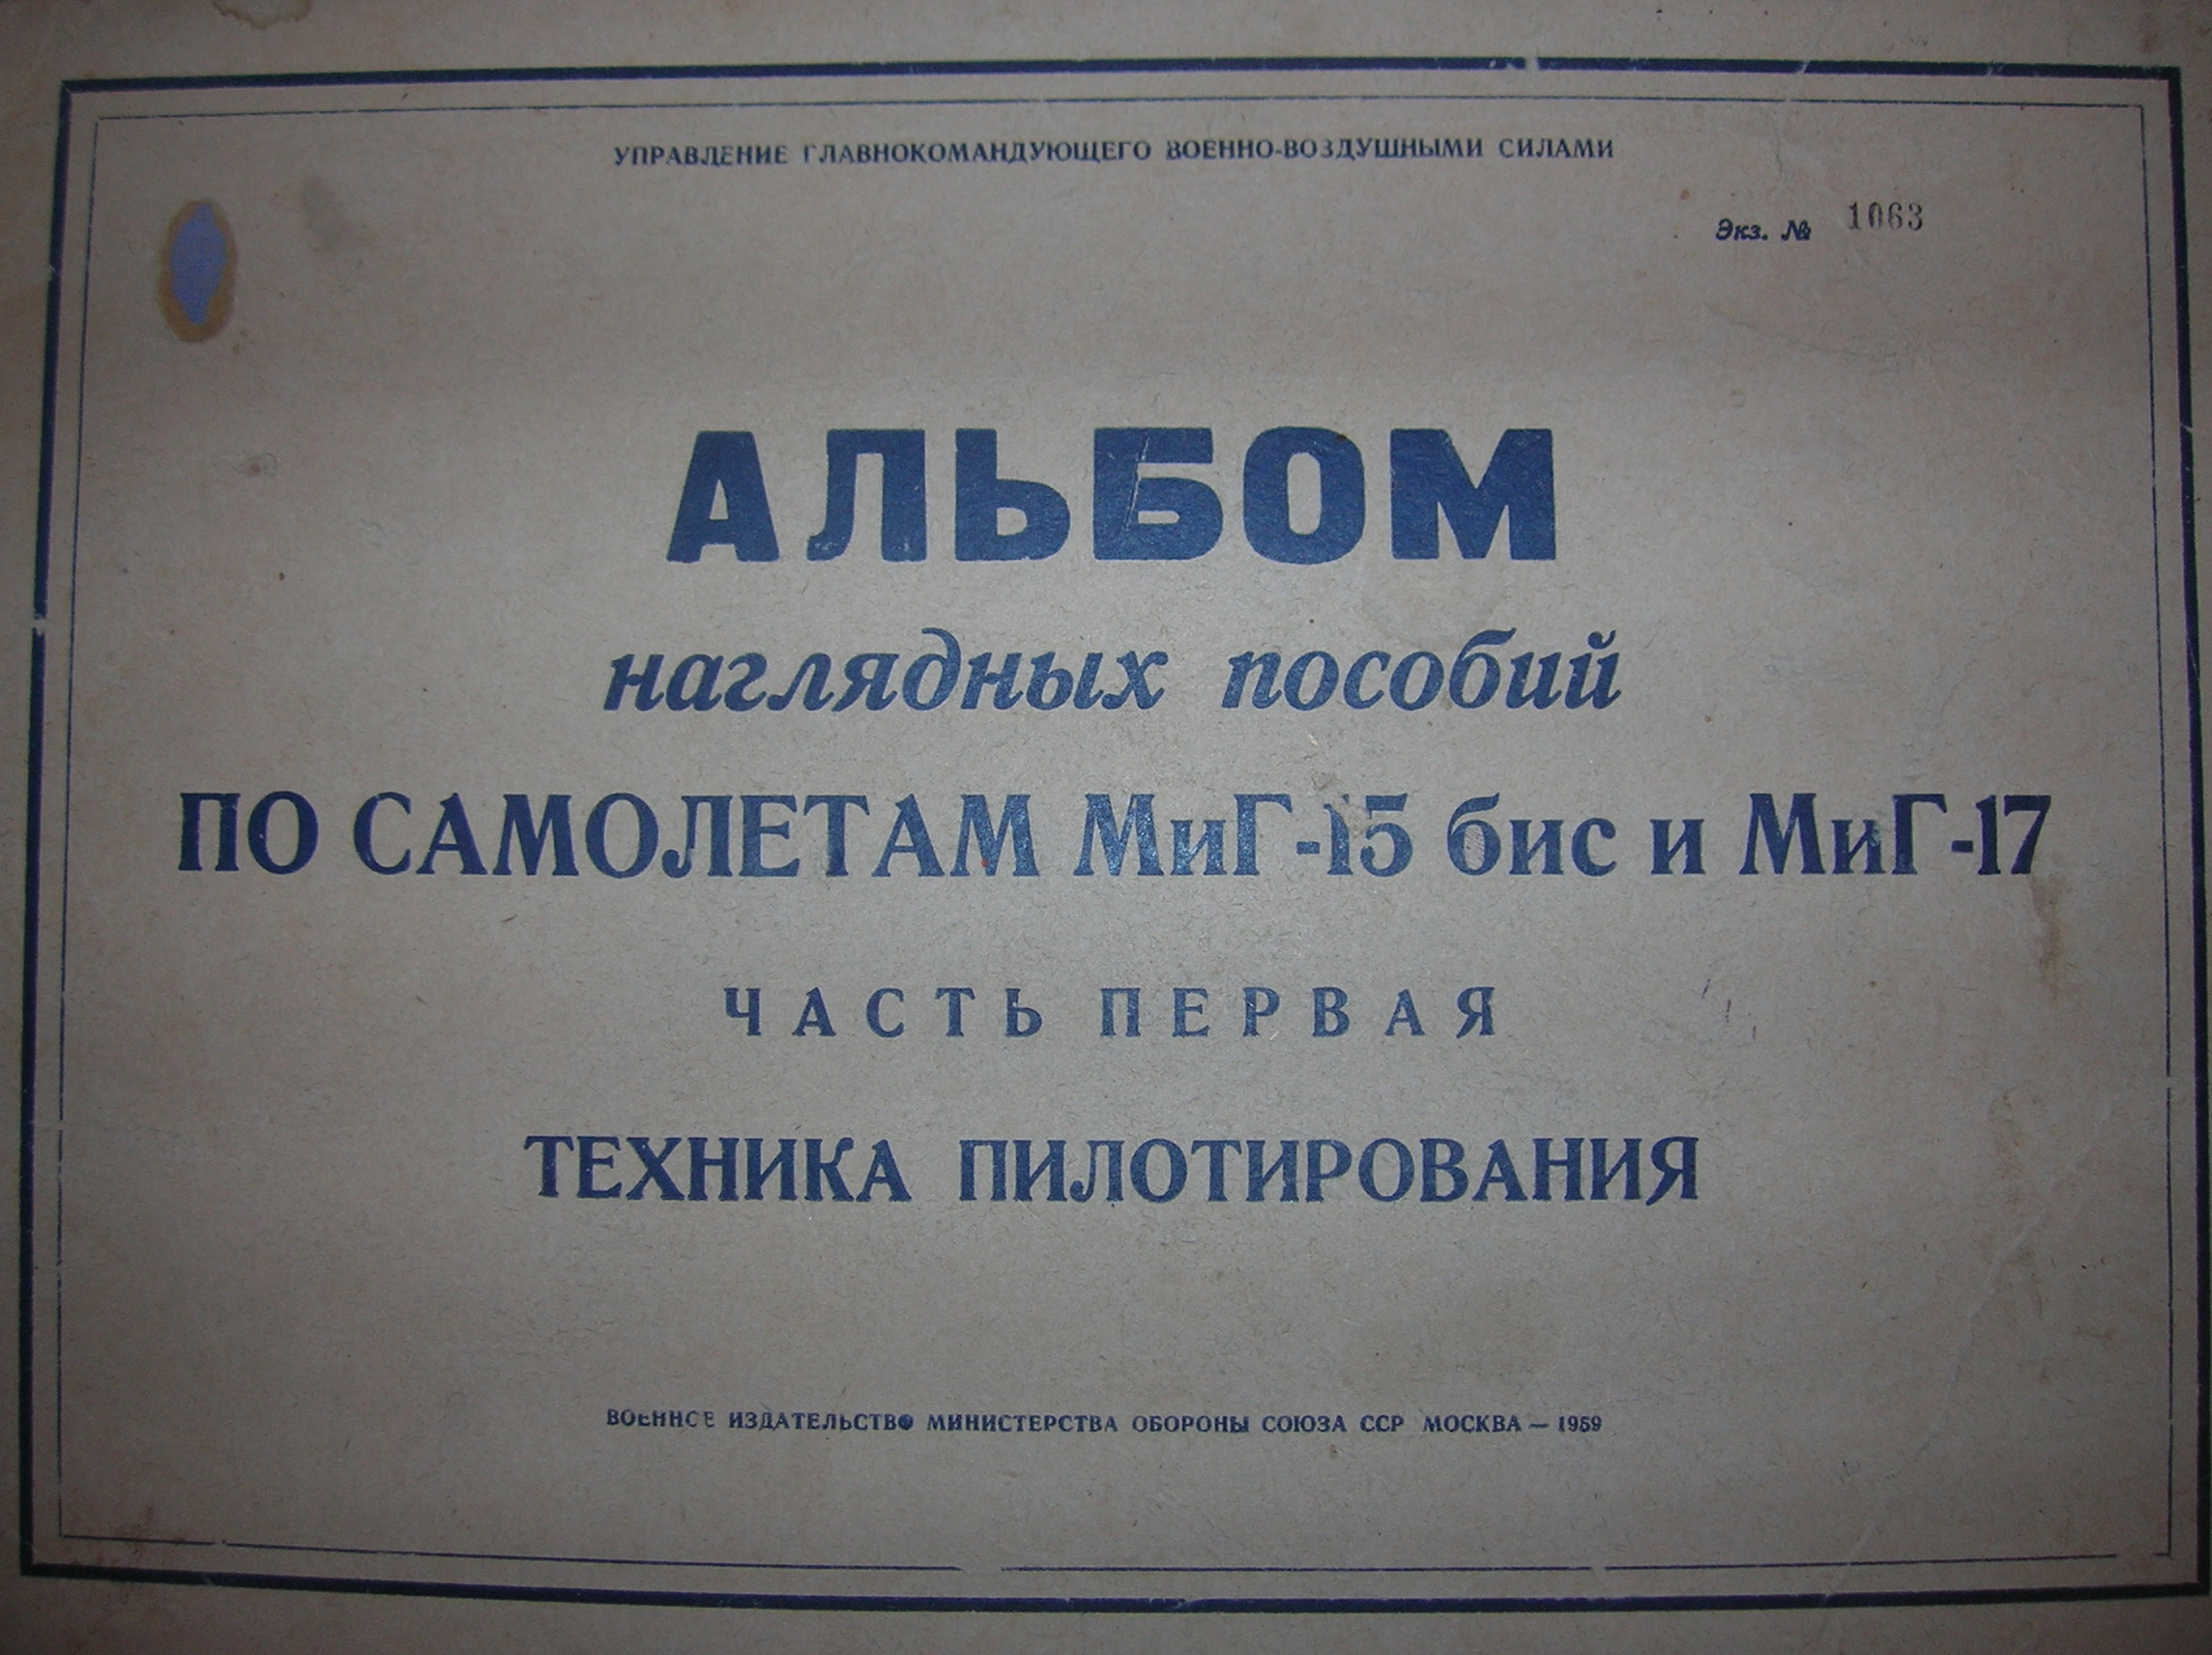 УПРАВЛЕНИЕ ГЛАВНОКОМАНДУЮЩЕГО ВОЕННО-ВОЗДУШНЫМИ СИЛАМИ
Экз. № 1063
АЛЬБОМ
наглядных пособий
ПО САМОЛЕТАМ МиГ-15 бис и МиГ-17
ЧАСТЬ ПЕРВАЯ
ТЕХНИКА ПИЛОТИРОВАНИЯ
ВОЕННОЕ ИЗДАТЕЛЬСТВО МИНИСТЕРСТВА ОБОРОНЫ СОЮЗА ССР МОСКВА — 1959